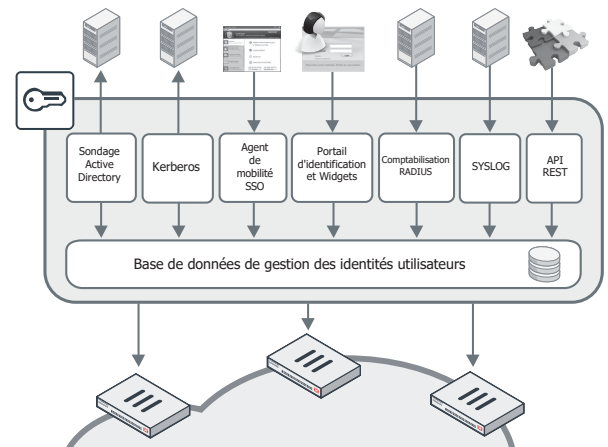 Sondage
Active
Directory
Kerberos
Agent
de
mobilité
SSO
Portail
d'identification
et Widgets
Comptabilisation
RADIUS
SYSLOG
API
REST
Base de données de gestion des identités utilisateurs